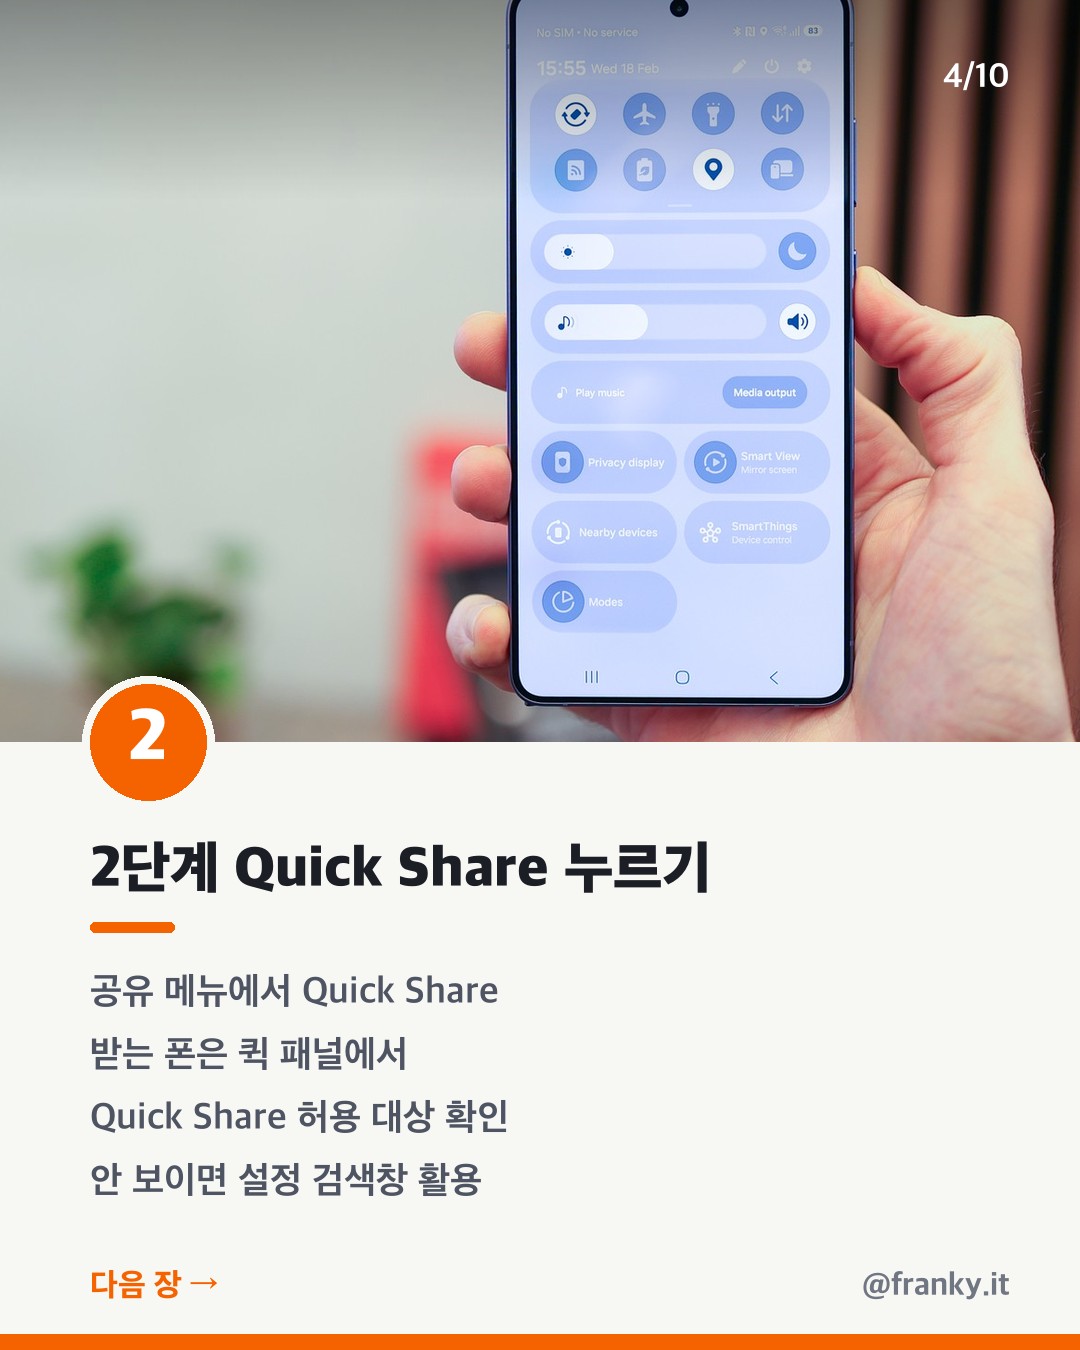 No SIM • No service
83
15:55 Wed 18 Feb
4/10
Play music
Media output
Privacy display
Smart View
Mirror screen
Nearby devices
SmartThings
Device control
Modes
2
2단계 Quick Share 누르기
공유 메뉴에서 Quick Share
받는 폰은 퀵 패널에서
Quick Share 허용 대상 확인
안 보이면 설정 검색창 활용
다음 장 →
@franky.it